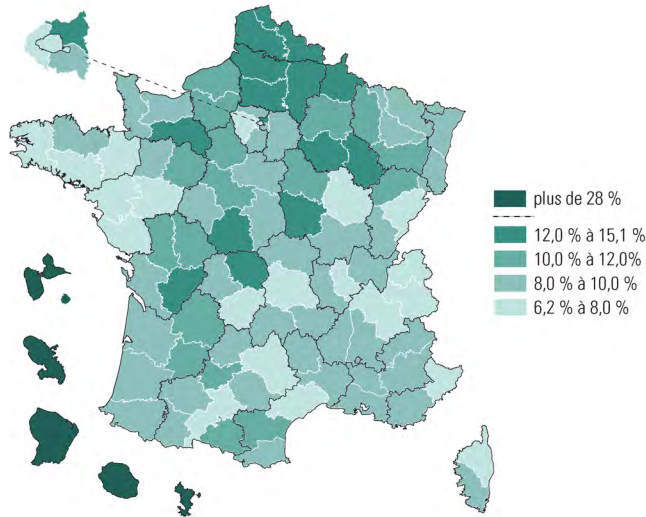 plus de 28 %
12,0 % à 15,1 %
10,0 % à 12,0%
8,0 % à 10,0 %
6,2 % à 8,0 %